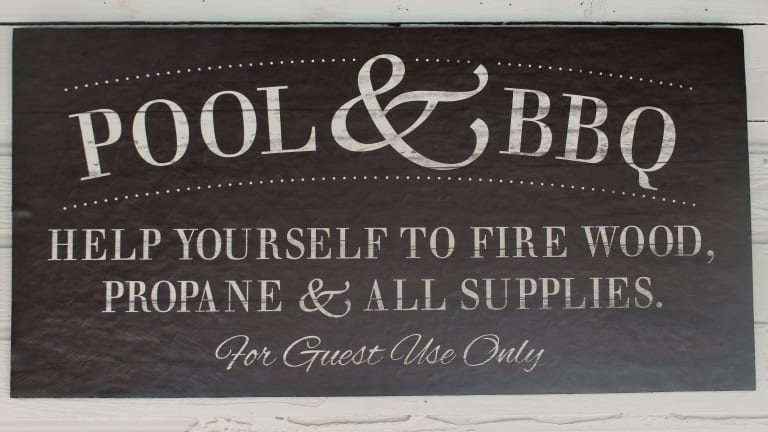 POOL & BBQ
HELP YOURSELF TO FIRE WOOD,
PROPANE & ALL SUPPLIES.
For Guest Use Only